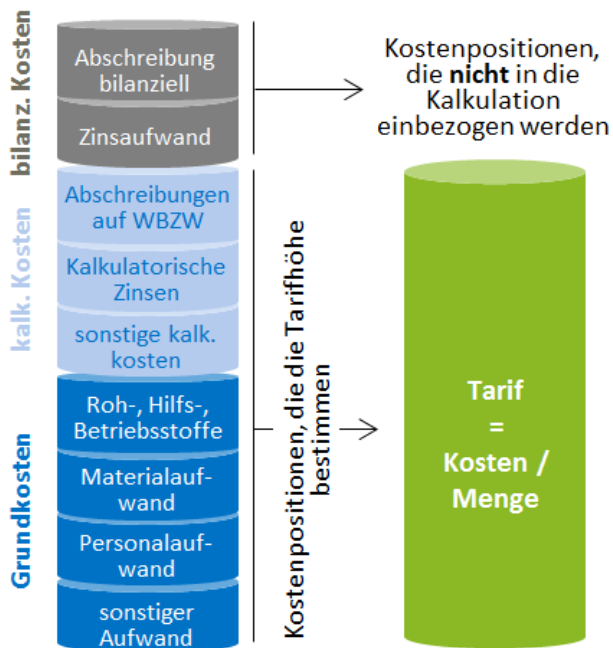 bilanz. Kosten
Abschreibung
bilanziell
Zinsaufwand
Kostenpositionen,
die nicht in die
Kalkulation
einbezogen werden
kalk. Kosten
Abschreibungen
auf WBZW
Kalkulatorische
Zinsen
sonstige kalk.
kosten
Grundkosten
Roh-, Hilfs-,
Betriebsstoffe
Materialauf-
wand
Personalauf-
wand
sonstiger
Aufwand
Kostenpositionen, die die Tarifhöhe
bestimmen
Tarif
=
Kosten /
Menge